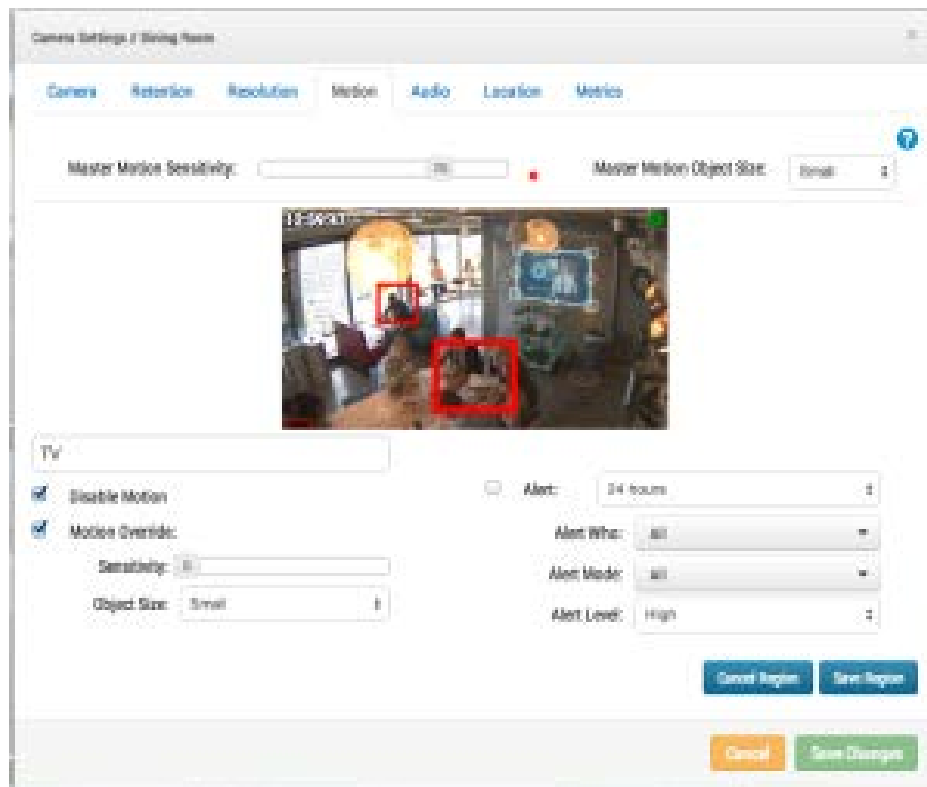 Camera Settings / Dining Room
Camera Retention Resolution Motion Audio Location Metrics
?
Master Motion Sensitivity:
Master Motion Object Size: Small
TV
Disable Motion
Alert: 24 hours
Motion Override:
Alert Who: All
Sensitivity: 0
Alert Mode: All
Object Size: Small
Alert Level: High
Cancel Region Save Region
Cancel Save Changes